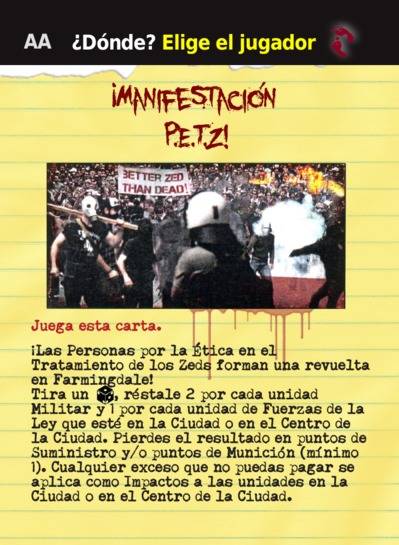 AA ¿Dónde? Elige el jugador
¡MANIFESTACIÓN
P.E.T.Z!
BETTER ZED
THAN DEAD!
Juega esta carta.
¡Las Personas por la Ética en el
Tratamiento de los Zeds forman una revuelta
en Farmingdale!
Tira un , réstale 2 por cada unidad
Militar y 1 por cada unidad de Fuerzas de la
Ley que esté en la Ciudad o en el Centro de
la Ciudad. Pierdes el resultado en puntos de
Suministro y/o puntos de Munición (mínimo
1). Cualquier exceso que no puedas pagar se
aplica como Impactos a las unidades en la
Ciudad o en el Centro de la Ciudad.